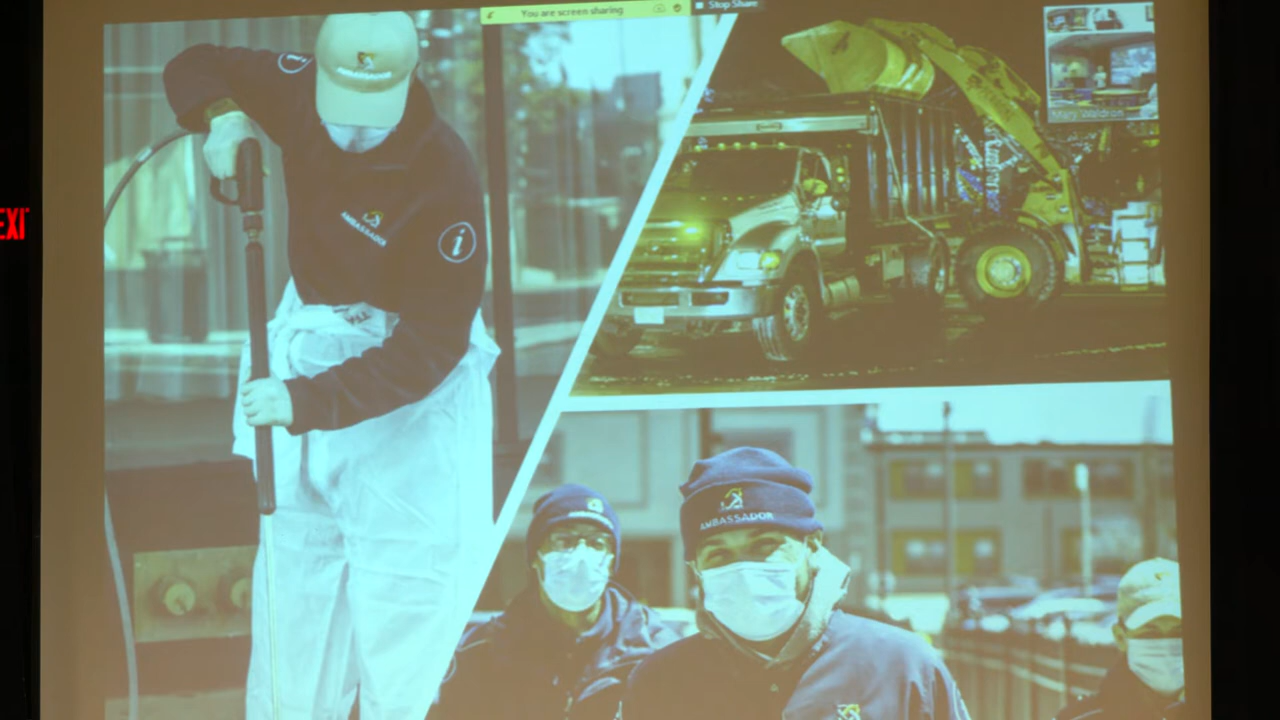 You are screen sharing
Stop Share
Mary Waldron
EXI
AMBASSADOR
i
AMBASSADOR